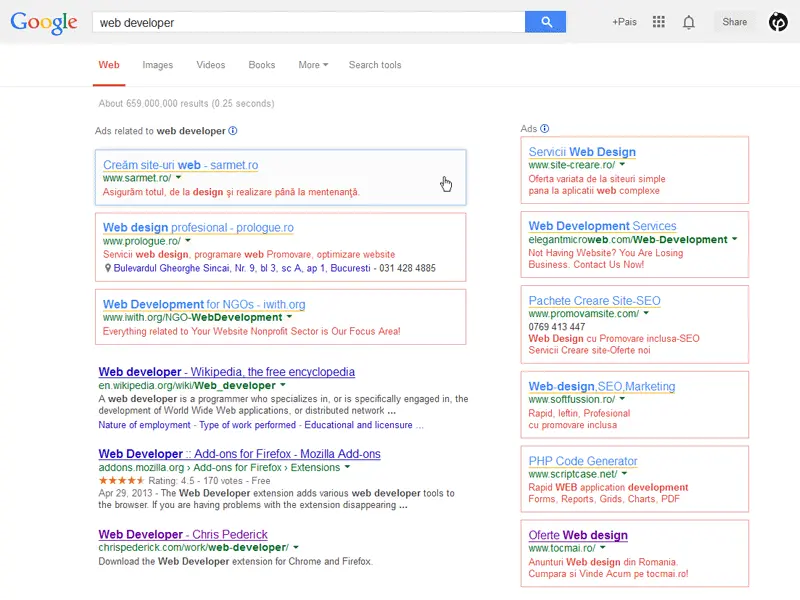 Google
web developer
+Pais
Share
Web
Images
Videos
Books
More
Search tools
About 659,000,000 results (0.25 seconds)
Ads related to web developer
Creăm site-uri web - sarmet.ro
www.sarmet.ro/
Asigurăm totul, de la design şi realizare până la mentenanţă.
Web design profesional - prologue.ro
www.prologue.ro/
Servicii web design, programare web Promovare, optimizare website
Bulevardul Gheorghe Sincai, Nr. 9, bl 3, sc A, ap 1, Bucuresti - 031 428 4885
Web Development for NGOs - iwith.org
www.iwith.org/NGO-WebDevelopment
Everything related to Your Website Nonprofit Sector is Our Focus Area!
Web developer - Wikipedia, the free encyclopedia
en.wikipedia.org/wiki/Web_developer
A web developer is a programmer who specializes in, or is specifically engaged in, the
development of World Wide Web applications, or distributed network ...
Nature of employment - Type of work performed - Educational and licensure ...
Web Developer :: Add-ons for Firefox - Mozilla Add-ons
addons.mozilla.org › Add-ons for Firefox › Extensions
Rating: 4.5 - 170 votes - Free
Apr 29, 2013 - The Web Developer extension adds various web developer tools to
the browser. If you are having problems with the extension disappearing ...
Web Developer - Chris Pederick
chrispederick.com/work/web-developer/
Download the Web Developer extension for Chrome and Firefox.
Ads
Servicii Web Design
www.site-creare.ro/
Oferta variata de la siteuri simple
pana la aplicatii web complexe
Web Development Services
elegantmicroweb.com/Web-Development
Not Having Website? You Are Losing
Business. Contact Us Now!
Pachete Creare Site-SEO
www.promovamsite.com/
0769 413 447
Web Design cu Promovare inclusa-SEO
Servicii Creare site-Oferte noi
Web-design,SEO,Marketing
www.softfussion.ro/
Rapid, Ieftin, Profesional
cu promovare inclusa
PHP Code Generator
www.scriptcase.net/
Rapid WEB application development
Forms, Reports, Grids, Charts, PDF
Oferte Web design
www.tocmai.ro/
Anunturi Web design din Romania.
Cumpara si Vinde Acum pe tocmai.ro!